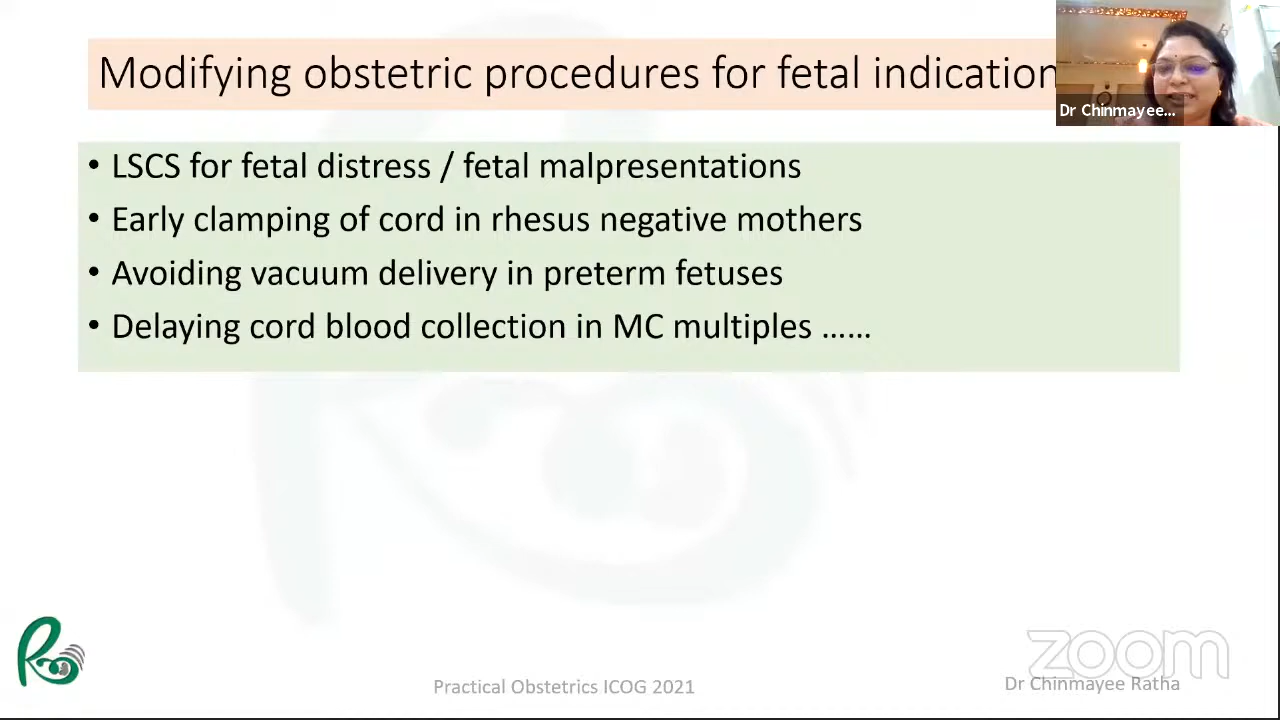 Modifying obstetric procedures for fetal indication
Dr Chinmayee...
• LSCS for fetal distress / fetal malpresentations
• Early clamping of cord in rhesus negative mothers
• Avoiding vacuum delivery in preterm fetuses
• Delaying cord blood collection in MC multiples ......
zoom
Practical Obstetrics ICOG 2021
Dr Chinmayee Ratha